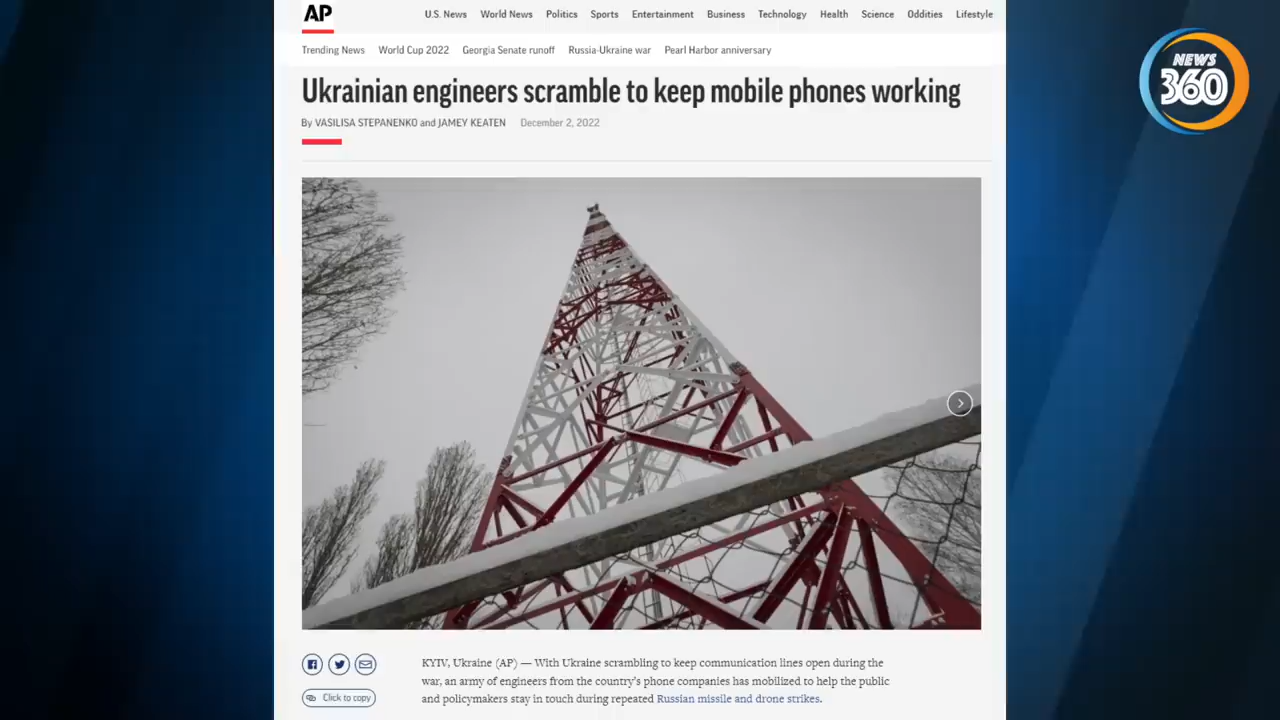 AP
U.S. News World News Politics Sports Entertainment Business Technology Health Science Oddities Lifestyle
NEWS
360
Trending News World Cup 2022 Georgia Senate runoff Russia-Ukraine war Pearl Harbor anniversary
Ukrainian engineers scramble to keep mobile phones working
By VASILISA STEPANENKO and JAMEY KEATEN December 2, 2022
KYIV, Ukraine (AP) — With Ukraine scrambling to keep communication lines open during the
war, an army of engineers from the country's phone companies has mobilized to help the public
and policymakers stay in touch during repeated Russian missile and drone strikes.
Click to copy